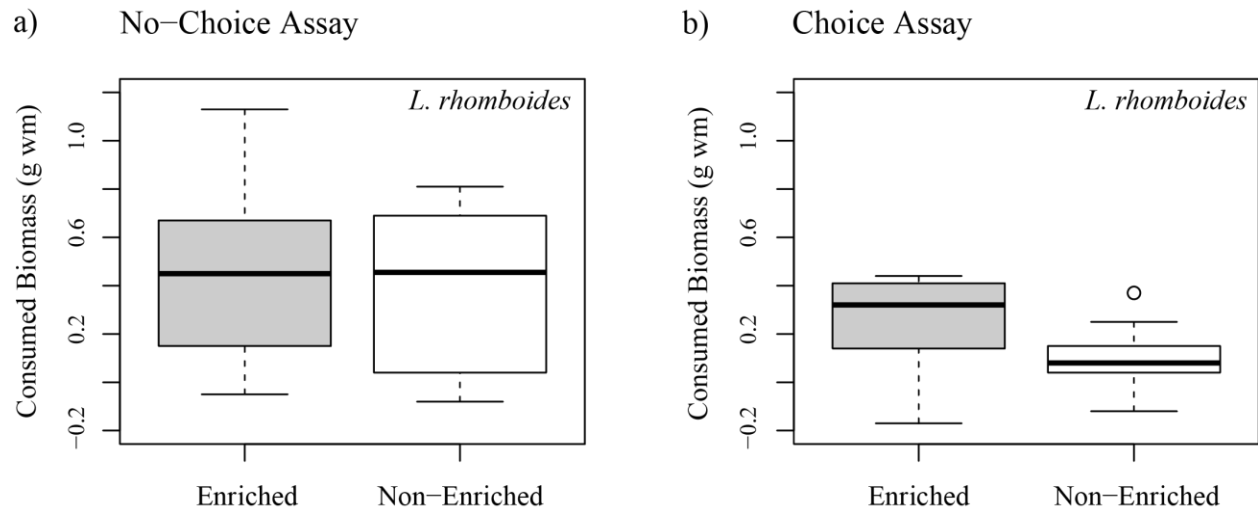 a) No−Choice Assay
L. rhomboides
Consumed Biomass (g wm)
1.0
0.6
0.2
−0.2
Enriched Non−Enriched
b) Choice Assay
L. rhomboides
Consumed Biomass (g wm)
1.0
0.6
0.2
−0.2
Enriched Non−Enriched